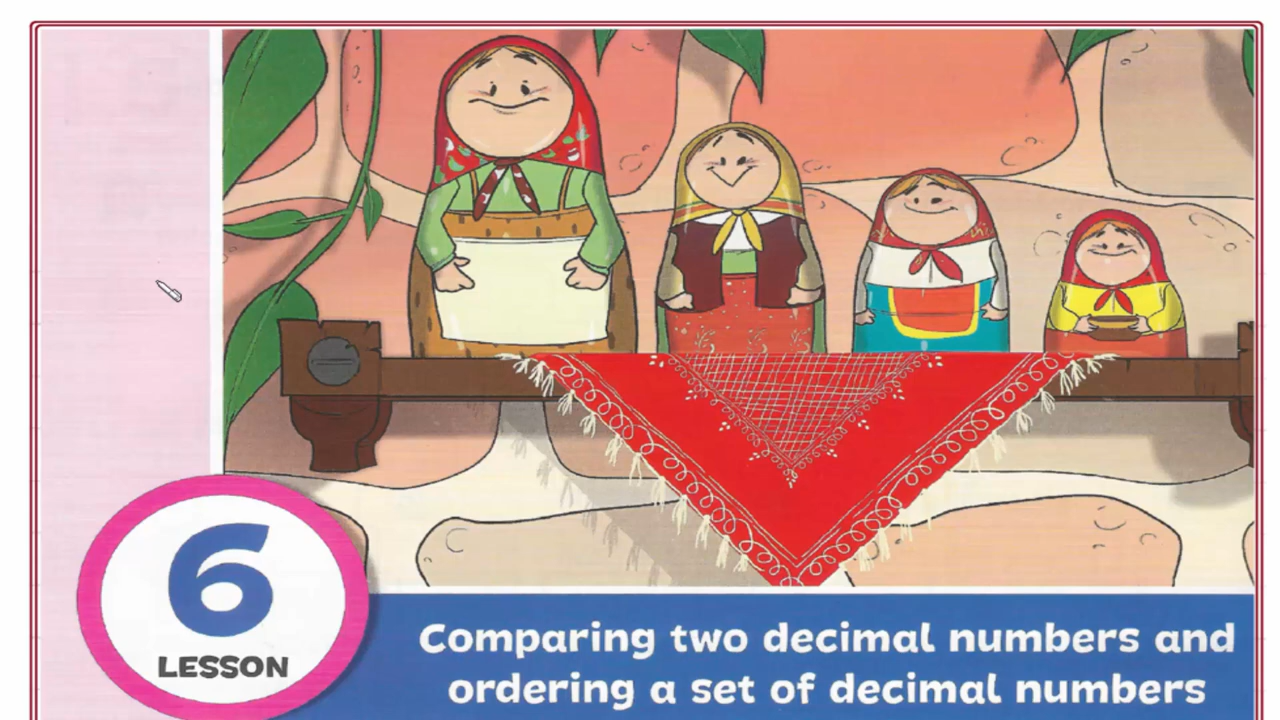 6
LESSON
Comparing two decimal numbers and
ordering a set of decimal numbers